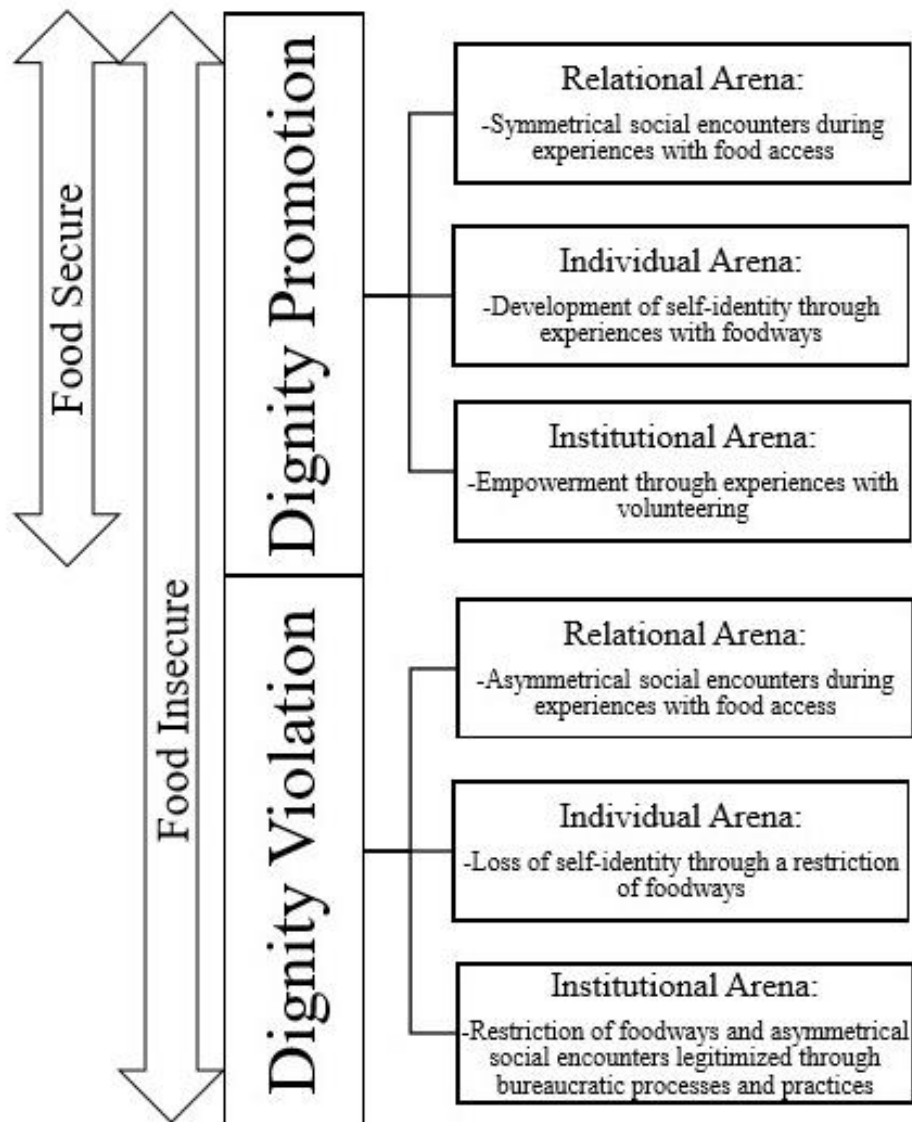 Food Secure
Food Insecure
Dignity Promotion
Relational Arena:
-Symmetrical social encounters during
experiences with food access
Individual Arena:
-Development of self-identity through
experiences with foodways
Institutional Arena:
-Empowerment through experiences with
volunteering
Dignity Violation
Relational Arena:
-Asymmetrical social encounters during
experiences with food access
Individual Arena:
-Loss of self-identity through a restriction
of foodways
Institutional Arena:
-Restriction of foodways and asymmetrical
social encounters legitimized through
bureaucratic processes and practices